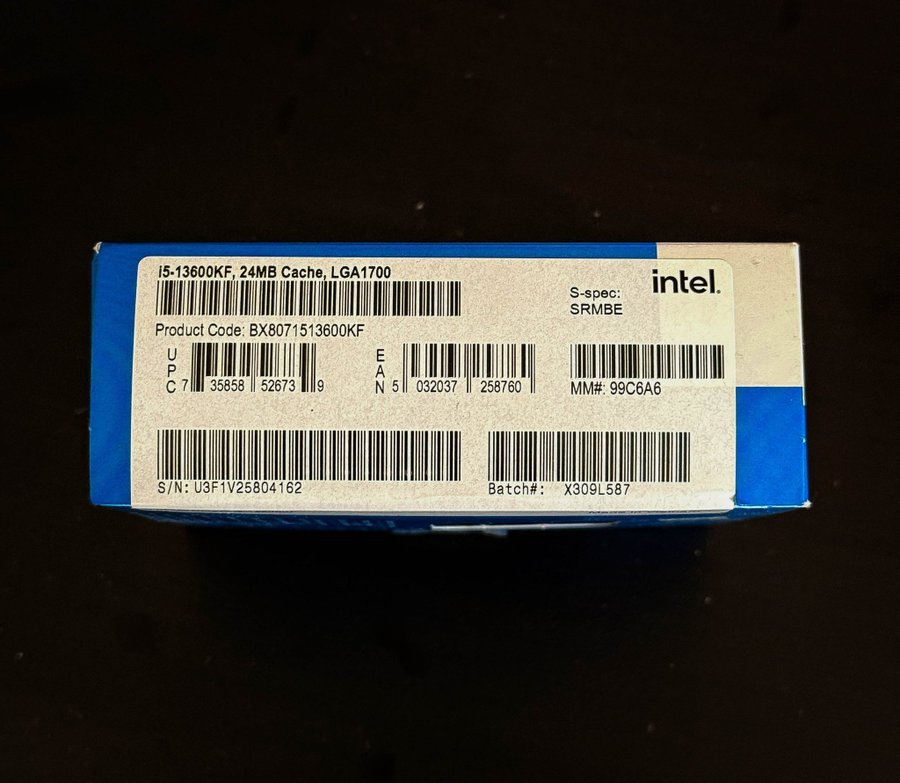 i5-13600KF, 24MB Cache, LGA1700
intel.
S-spec:
SRMBE
Product Code: BX8071513600KF
UPC 7 35858 52673 9
EAN 5 032037 258760
MM#: 99C6A6
S/N: U3F1V25804162
Batch#: X309L587